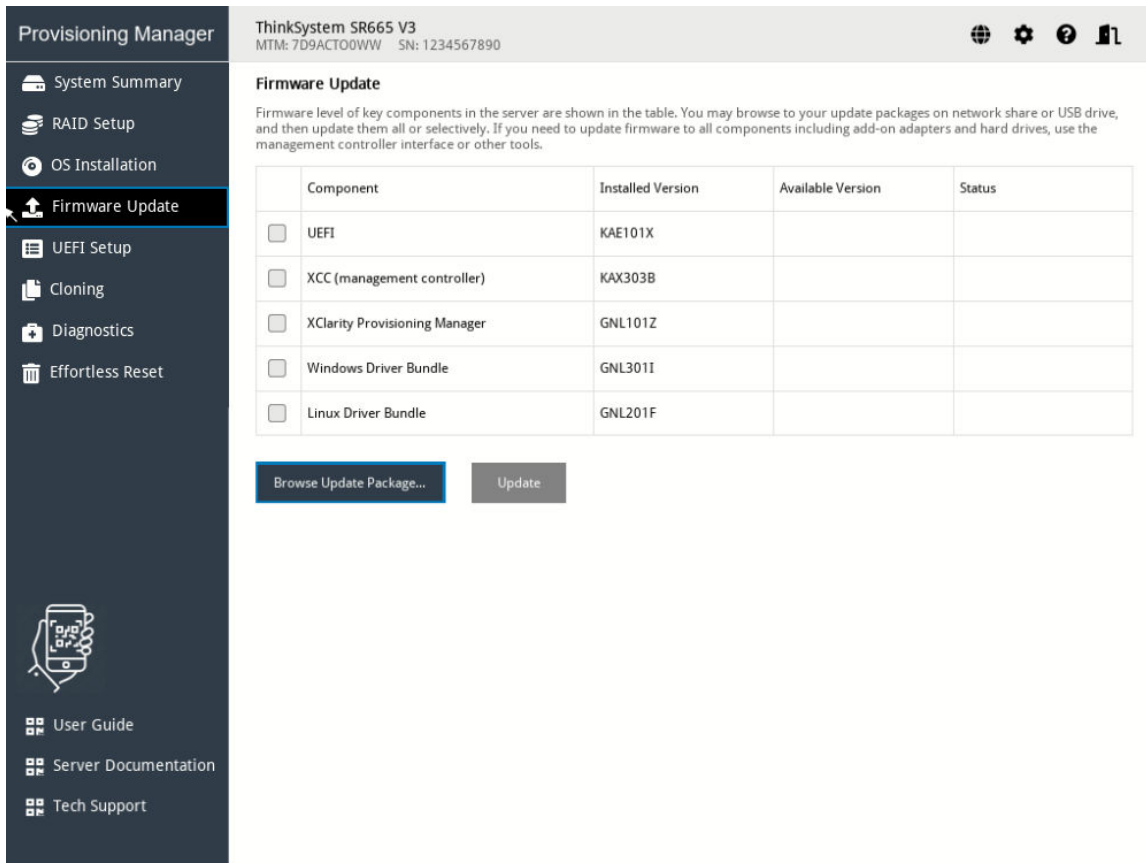 Provisioning Manager
ThinkSystem SR665 V3
MTM: 7D9ACTO0WW SN: 1234567890
System Summary
RAID Setup
OS Installation
Firmware Update
UEFI Setup
Cloning
Diagnostics
Effortless Reset
User Guide
Server Documentation
Tech Support
Firmware Update
Firmware level of key components in the server are shown in the table. You may browse to your update packages on network share or USB drive,
and then update them all or selectively. If you need to update firmware to all components including add-on adapters and hard drives, use the
management controller interface or other tools.
Component Installed Version Available Version Status
UEFI KAE101X
XCC (management controller) KAX303B
XClarity Provisioning Manager GNL101Z
Windows Driver Bundle GNL301I
Linux Driver Bundle GNL201F
Browse Update Package... Update